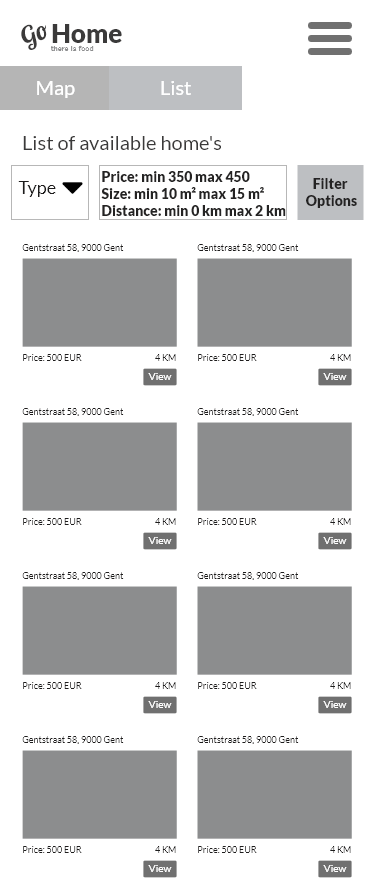 Go Home
there is food
Map List
List of available home's
Type
Price: min 350 max 450
Size: min 10 m² max 15 m²
Distance: min 0 km max 2 km
Filter
Options
Gentstraat 58, 9000 Gent Gentstraat 58, 9000 Gent
Price: 500 EUR 4 KM Price: 500 EUR 4 KM
View View
Gentstraat 58, 9000 Gent Gentstraat 58, 9000 Gent
Price: 500 EUR 4 KM Price: 500 EUR 4 KM
View View
Gentstraat 58, 9000 Gent Gentstraat 58, 9000 Gent
Price: 500 EUR 4 KM Price: 500 EUR 4 KM
View View
Gentstraat 58, 9000 Gent Gentstraat 58, 9000 Gent
Price: 500 EUR 4 KM Price: 500 EUR 4 KM
View View